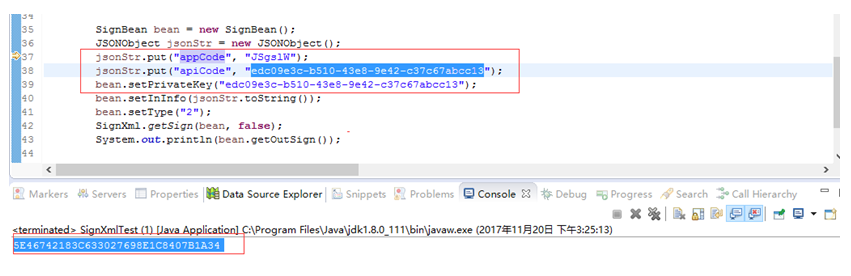 34
35 SignBean bean = new SignBean();
36 JSONObject jsonStr = new JSONObject();
37 jsonStr.put("appCode", "JSgslW");
38 jsonStr.put("apiCode", "edc09e3c-b510-43e8-9e42-c37c67abcc13");
39 bean.setPrivateKey("edc09e3c-b510-43e8-9e42-c37c67abcc13");
40 bean.setInInfo(jsonStr.toString());
41 bean.setType("2");
42 SignXml.getSign(bean, false);
43 System.out.println(bean.getOutSign());
44
Markers Servers Properties Data Source Explorer Snippets Problems Console Debug Progress Search Call Hierarchy
<terminated> SignXmlTest (1) [Java Application] C:\Program Files\Java\jdk1.8.0_111\bin\javaw.exe (2017年11月20日 下午3:25:13)
5E46742183C633027698E1C8407B1A34